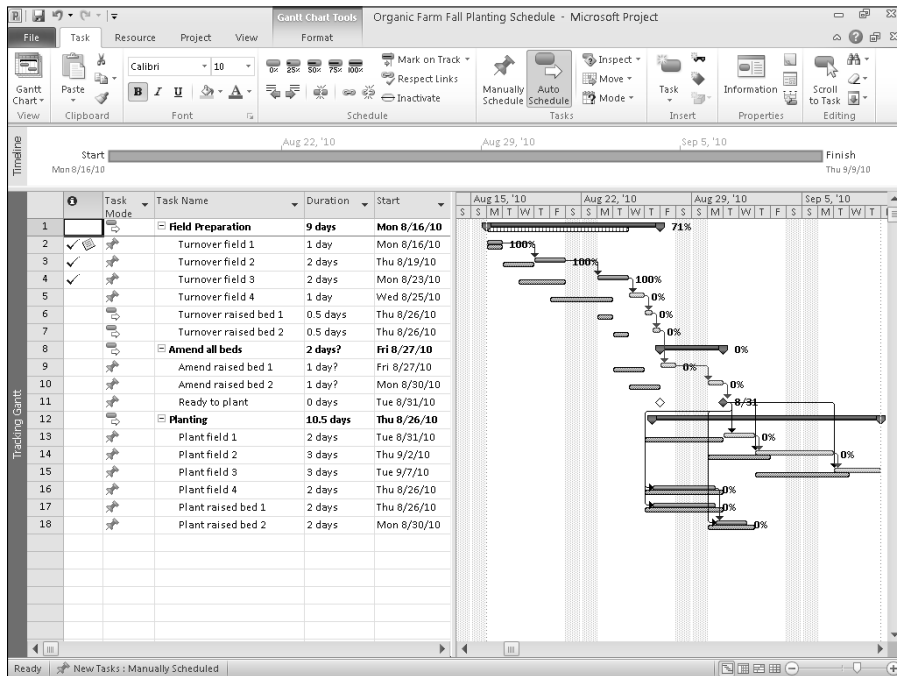 Gantt Chart Tools Organic Farm Fall Planting Schedule - Microsoft Project
File Task Resource Project View Format
Calibri 10 0% 25% 50% 75% 100% Mark on Track Inspect
Respect Links Move
B I U A Inactivate Mode
Gantt Chart Paste Manually Schedule Auto Schedule Task Information Scroll to Task
View Clipboard Font Schedule Tasks Insert Properties Editing
Timeline
Aug 22, '10 Aug 29, '10 Sep 5, '10
Start Finish
Mon 8/16/10 Thu 9/9/10
Task Mode Task Name Duration Start Aug 15, '10 Aug 22, '10 Aug 29, '10 Sep 5, '10
S S M T W T F S S M T W T F S S M T W T F S S M T W T F
1 Field Preparation 9 days Mon 8/16/10 71%
2 Turnover field 1 1 day Mon 8/16/10 100%
3 Turnover field 2 2 days Thu 8/19/10 100%
4 Turnover field 3 2 days Mon 8/23/10 100%
5 Turnover field 4 1 day Wed 8/25/10 0%
6 Turnover raised bed 1 0.5 days Thu 8/26/10 0%
7 Turnover raised bed 2 0.5 days Thu 8/26/10 0%
8 Amend all beds 2 days? Fri 8/27/10 0%
9 Amend raised bed 1 1 day? Fri 8/27/10 0%
10 Amend raised bed 2 1 day? Mon 8/30/10 0%
11 Ready to plant 0 days Tue 8/31/10 8/31
12 Planting 10.5 days Thu 8/26/10
13 Plant field 1 2 days Tue 8/31/10 0%
14 Plant field 2 3 days Thu 9/2/10 0%
15 Plant field 3 3 days Tue 9/7/10
16 Plant field 4 2 days Thu 8/26/10 0%
17 Plant raised bed 1 2 days Thu 8/26/10 0%
18 Plant raised bed 2 2 days Mon 8/30/10 0%
Tracking Gantt
Ready New Tasks : Manually Scheduled